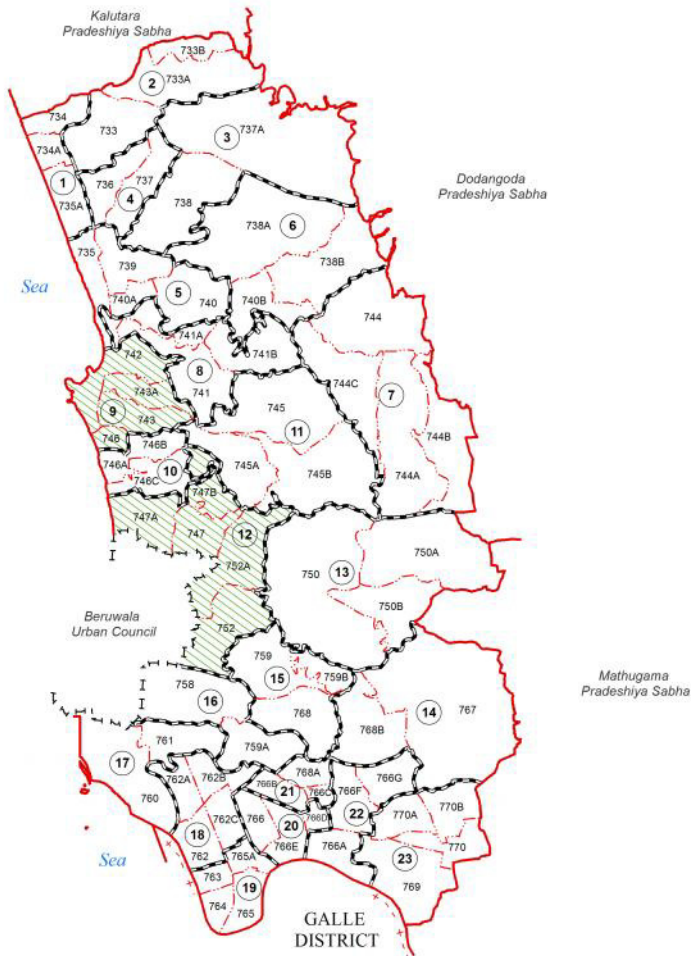 Kalutara
Pradeshiya Sabha
733B
733A
2
734
733
737A
3
734A
1
736
737
735A
4
738
Dodangoda
Pradeshiya Sabha
738A
6
735
739
738B
Sea
5
740A
740
740B
744
741A
742
741B
8
741
744C
743A
7
745
9
743
11
744B
746
746B
746A
10
746C
745A
745B
744A
747B
747A
747
12
750A
752A
750
13
750B
Beruwala
Urban Council
752
759
15
759B
Mathugama
Pradeshiya Sabha
758
16
768
14
767
768B
761
759A
17
768A
762A
762B
766B
766G
21
766C
766F
760
770A
770B
762C
766
20
766D
22
18
770
762
765A
766E
766A
23
763
19
769
764
765
Sea
GALLE
DISTRICT